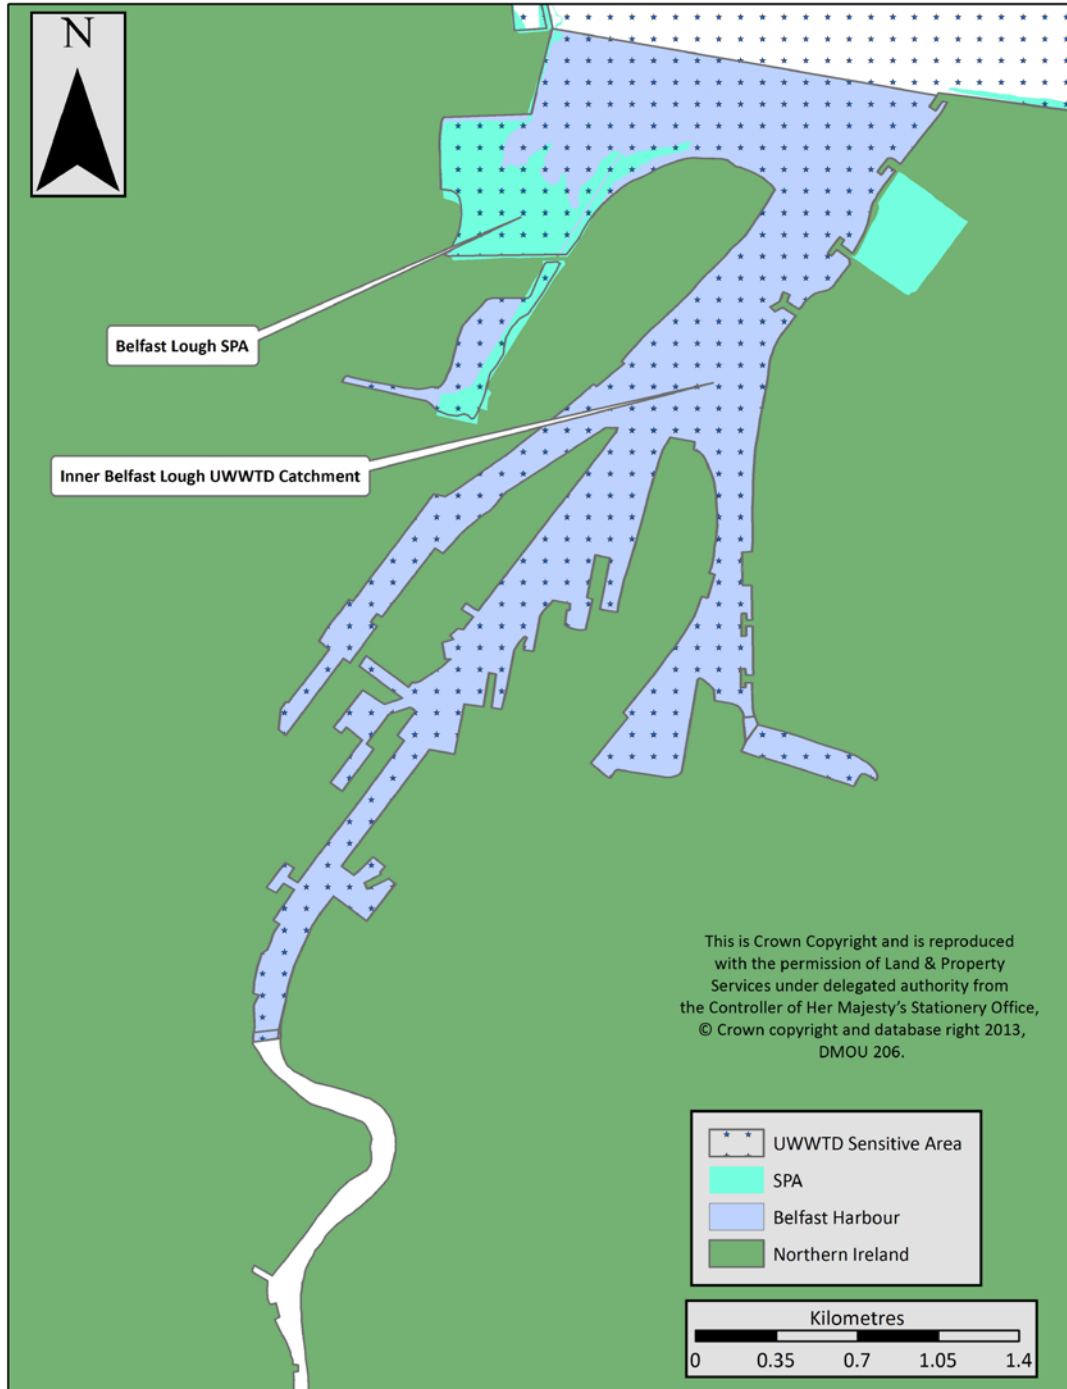 N
Belfast Lough SPA
Inner Belfast Lough UWWTD Catchment
This is Crown Copyright and is reproduced
with the permission of Land & Property
Services under delegated authority from
the Controller of Her Majesty's Stationery Office,
© Crown copyright and database right 2013,
DMOU 206.
UWWTD Sensitive Area
SPA
Belfast Harbour
Northern Ireland
Kilometres
0 0.35 0.7 1.05 1.4